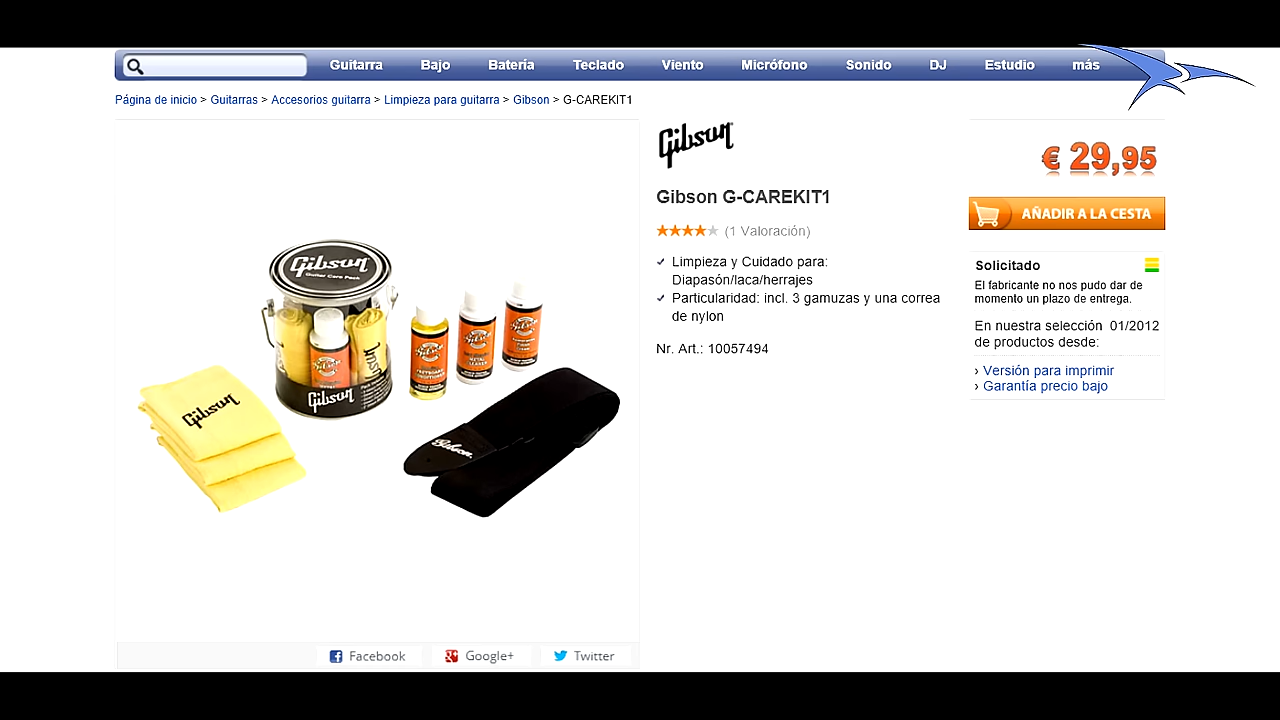 Guitarra Bajo Batería Teclado Viento Micrófono Sonido DJ Estudio más
Página de inicio > Guitarras > Accesorios guitarra > Limpieza para guitarra > Gibson > G-CAREKIT1
Gibson
Gibson G-CAREKIT1
(1 Valoración)
Limpieza y Cuidado para:
Diapasón/laca/herrajes
Particularidad: incl. 3 gamuzas y una correa
de nylon
Nr. Art.: 10057494
€ 29,95
AÑADIR A LA CESTA
Solicitado
El fabricante no nos pudo dar de
momento un plazo de entrega.
En nuestra selección 01/2012
de productos desde:
› Versión para imprimir
› Garantía precio bajo
Gibson
Guitar Care Pack
Gibson
Gibson
Gibson
Gibson
Facebook Google+ Twitter